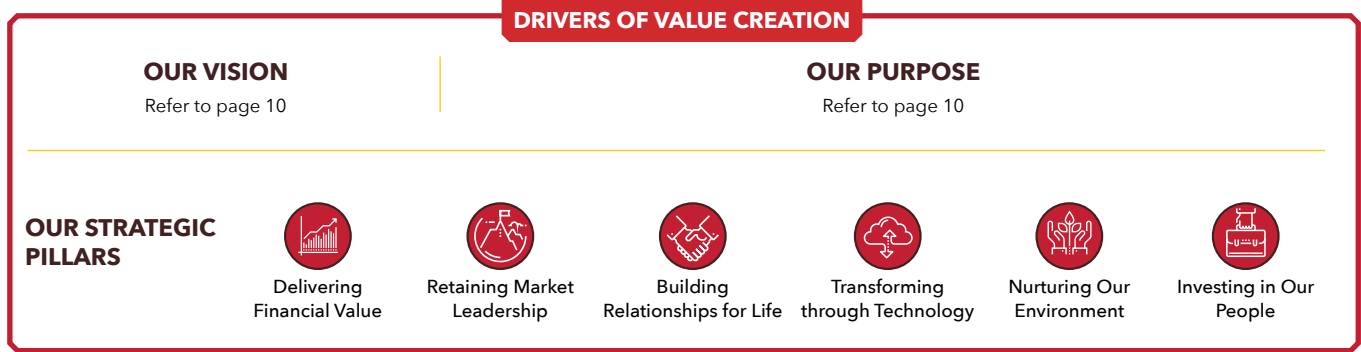 DRIVERS OF VALUE CREATION
OUR VISION
Refer to page 10
OUR PURPOSE
Refer to page 10
OUR STRATEGIC
PILLARS
Delivering
Financial Value
Retaining Market
Leadership
Building
Relationships for Life
Transforming
through Technology
Nurturing Our
Environment
Investing in Our
People